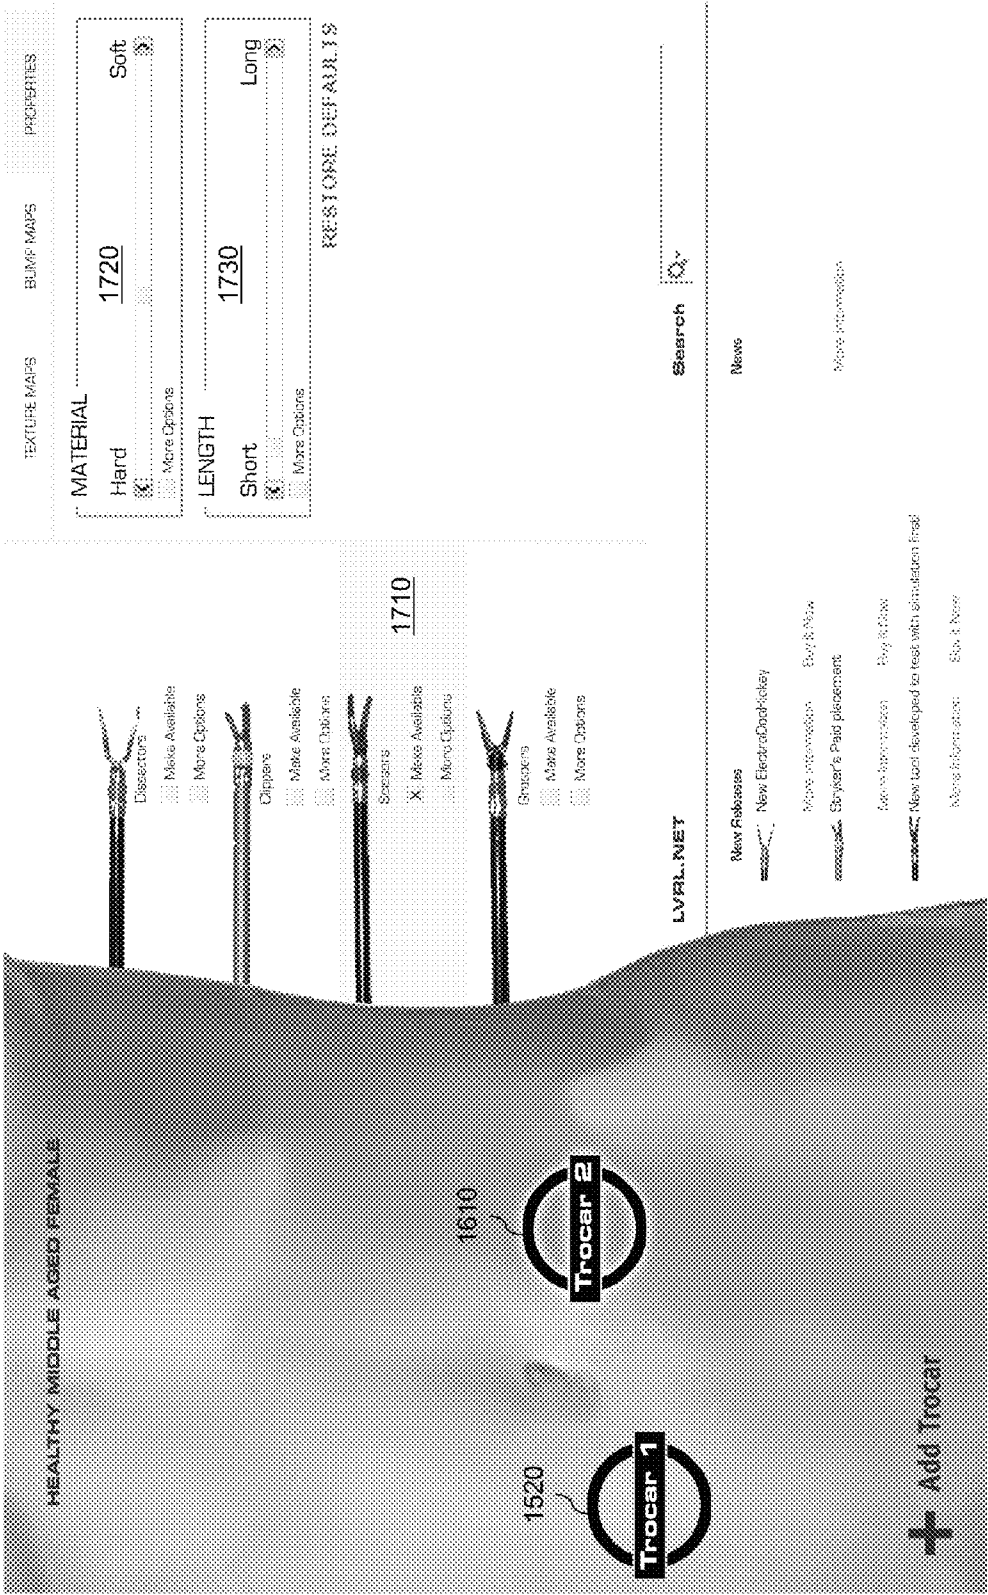 HEALTHY MIDDLE AGED FEMALE
1520
Trocar 1
1610
Trocar 2
Add Trocar
Dissectors
Make Available
More Options
Clippers
Make Available
More Options
Scissors
X Make Available
More Options
1710
Graspers
Make Available
More Options
TEXTURE MAPS BUMP MAPS PROPERTIES
MATERIAL
1720
Hard Soft
More Options
LENGTH
1730
Short Long
More Options
RESTORE DEFAULTS
LVRL.NET Search
New Releases
New ElectroDooHickey
More Information Buy It Now
Stryker's Paid placement
More Information Buy It Now
New tool developed to test with simulation first!
More Information Buy It Now
News
More Information